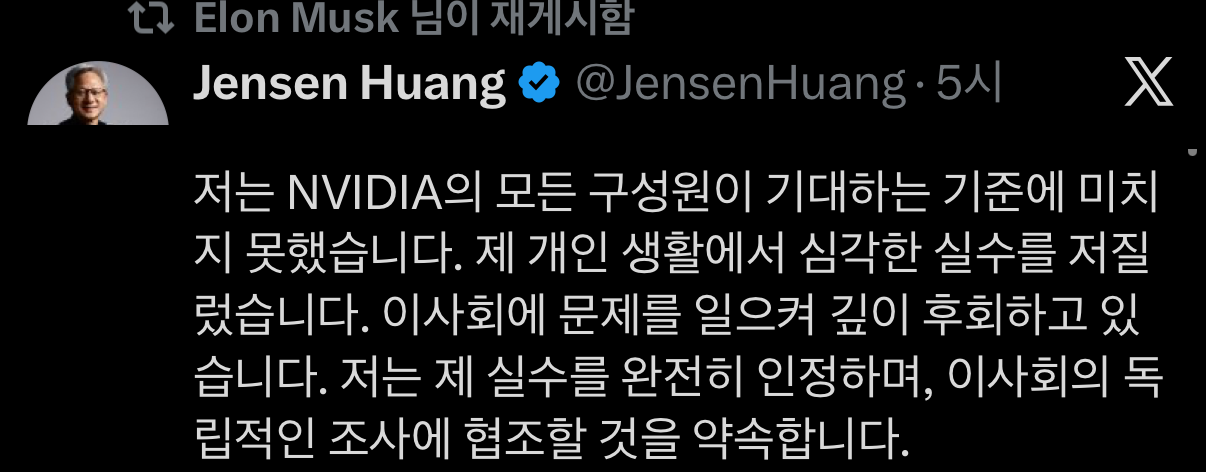 Elon Musk 님이 재게시함
Jensen Huang @JensenHuang · 5시
저는 NVIDIA의 모든 구성원이 기대하는 기준에 미치
지 못했습니다. 제 개인 생활에서 심각한 실수를 저질
렀습니다. 이사회에 문제를 일으켜 깊이 후회하고 있
습니다. 저는 제 실수를 완전히 인정하며, 이사회의 독
립적인 조사에 협조할 것을 약속합니다.